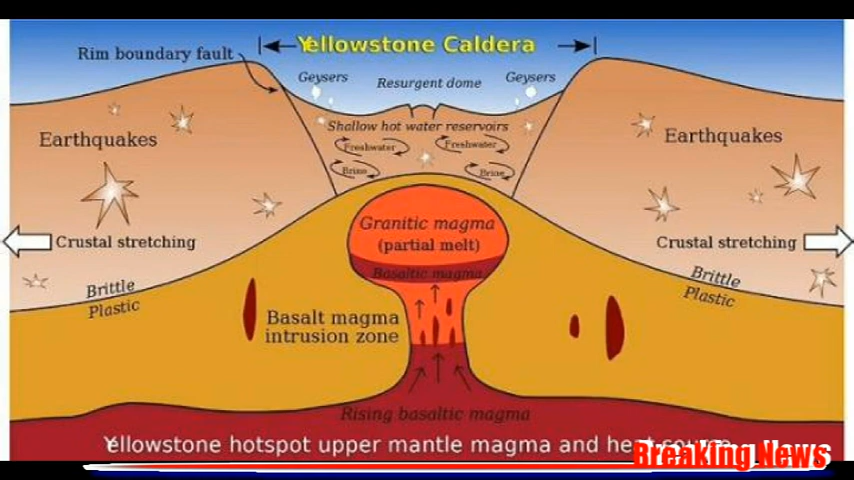 Yellowstone Caldera
Rim boundary fault
Geysers
Resurgent dome
Geysers
Shallow hot water reservoirs
Freshwater
Freshwater
Brine
Brine
Earthquakes
Earthquakes
Granitic magma
(partial melt)
Crustal stretching
Crustal stretching
Basaltic magma
Brittle
Plastic
Brittle
Plastic
Basalt magma
intrusion zone
Rising basaltic magma
Yellowstone hotspot upper mantle magma and heat source
Breaking News